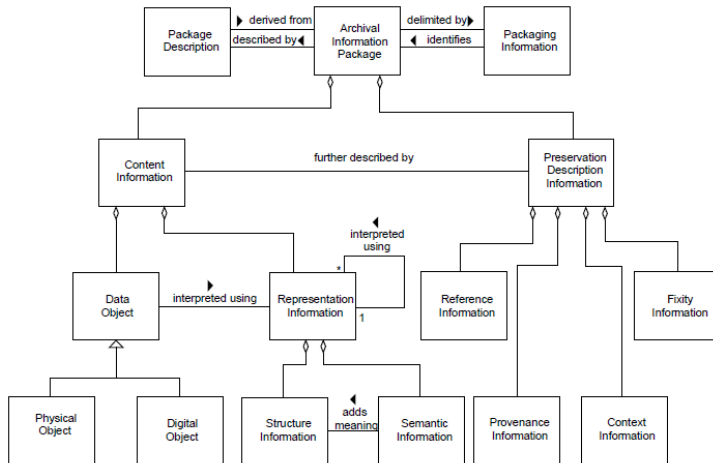 Package
Description
derived from
described by
Archival
Information
Package
delimited by
identifies
Packaging
Information
Content
Information
further described by
Preservation
Description
Information
interpreted
using
*
1
Data
Object
interpreted using
Representation
Information
Reference
Information
Fixity
Information
Physical
Object
Digital
Object
Structure
Information
adds
meaning
Semantic
Information
Provenance
Information
Context
Information